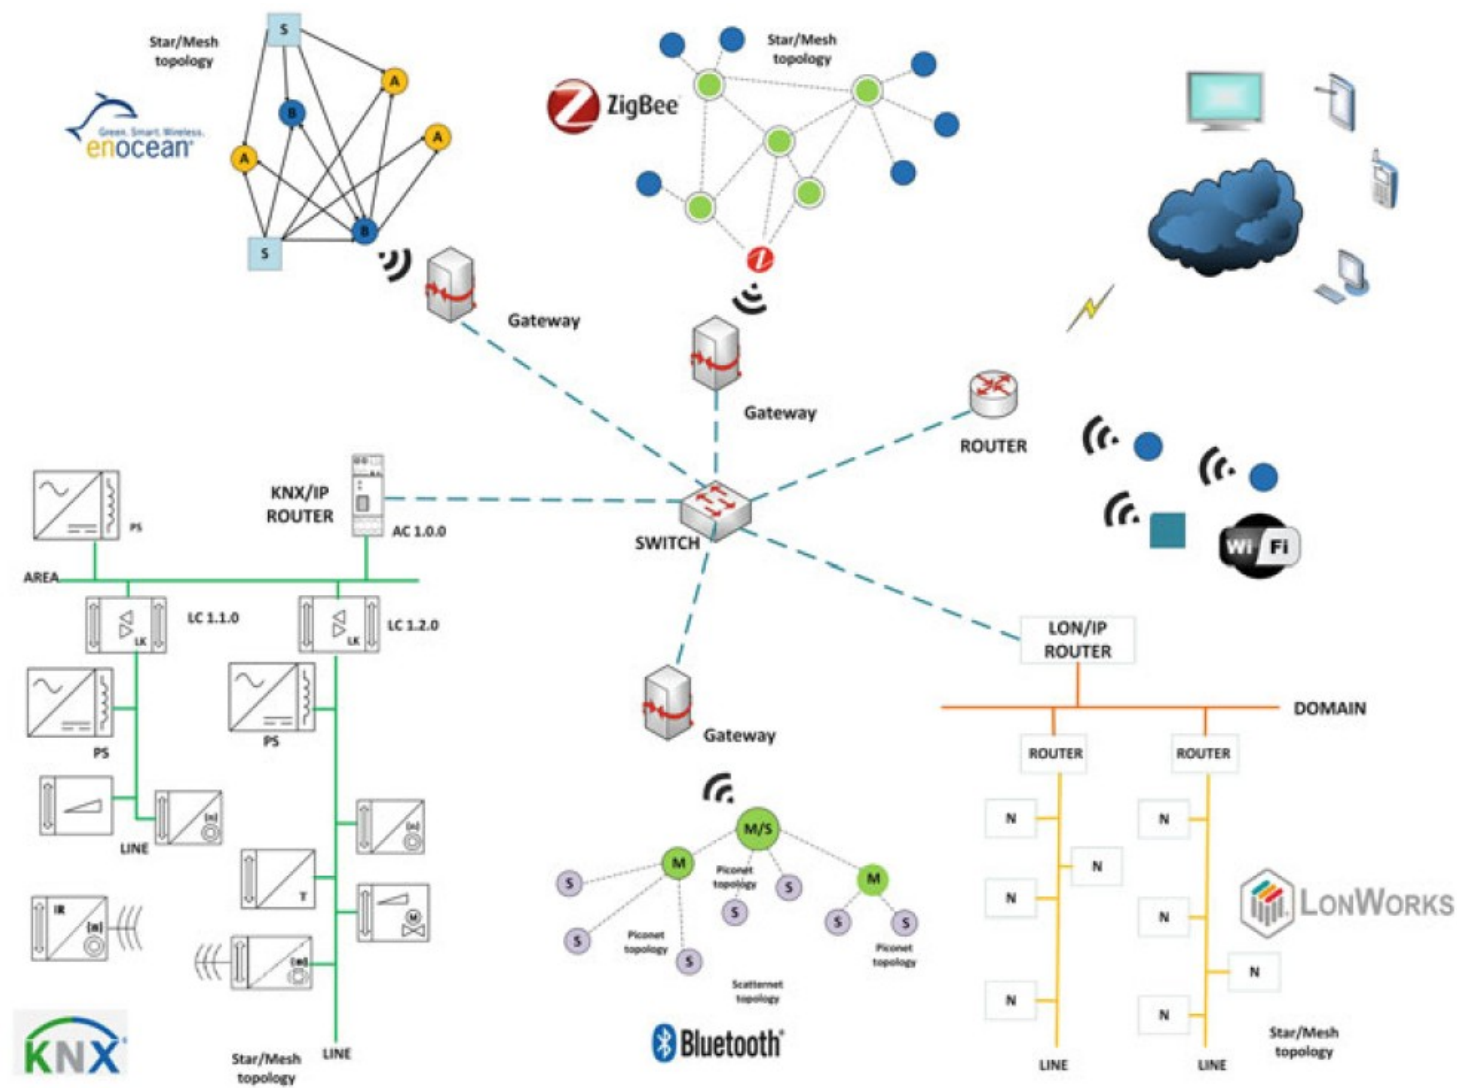 Star/Mesh
topology
Green. Smart. Wireless.
enocean®
S
A
B
A
A
B
S
Gateway
ZigBee
Star/Mesh
topology
Gateway
ROUTER
Wi Fi
SWITCH
KNX/IP
ROUTER
AC 1.0.0
PS
AREA
LC 1.1.0
LK
LC 1.2.0
LK
PS
PS
LINE
T
M
IR
LINE
KNX
Star/Mesh
topology
Gateway
M/S
M
M
S
S
S
S
S
S
S
Piconet
topology
Piconet
topology
Piconet
topology
Scatternet
topology
Bluetooth®
LON/IP
ROUTER
DOMAIN
ROUTER
ROUTER
N
N
N
N
N
N
N
N
LINE
LINE
LONWORKS
Star/Mesh
topology